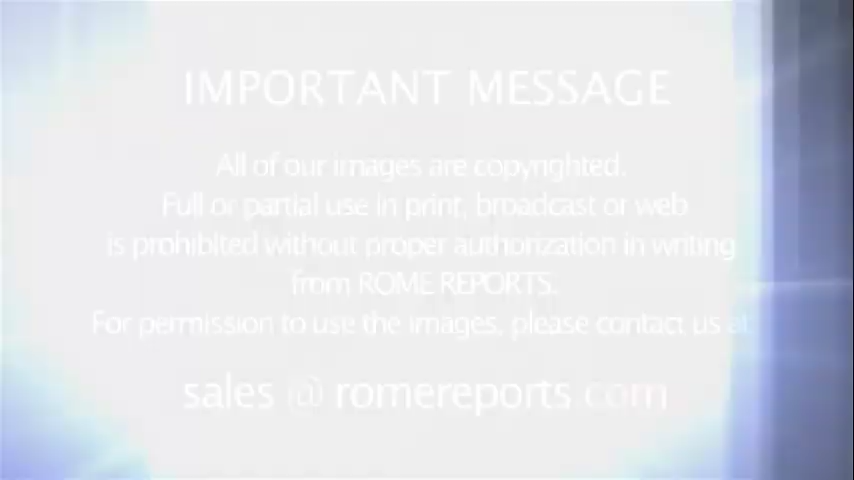 IMPORTANT MESSAGE
All of our images are copyrighted.
Full or partial use in print, broadcast or web
is prohibited without proper authorization in writing
from ROME REPORTS.
For permission to use the images, please contact us at
sales @ romereports com